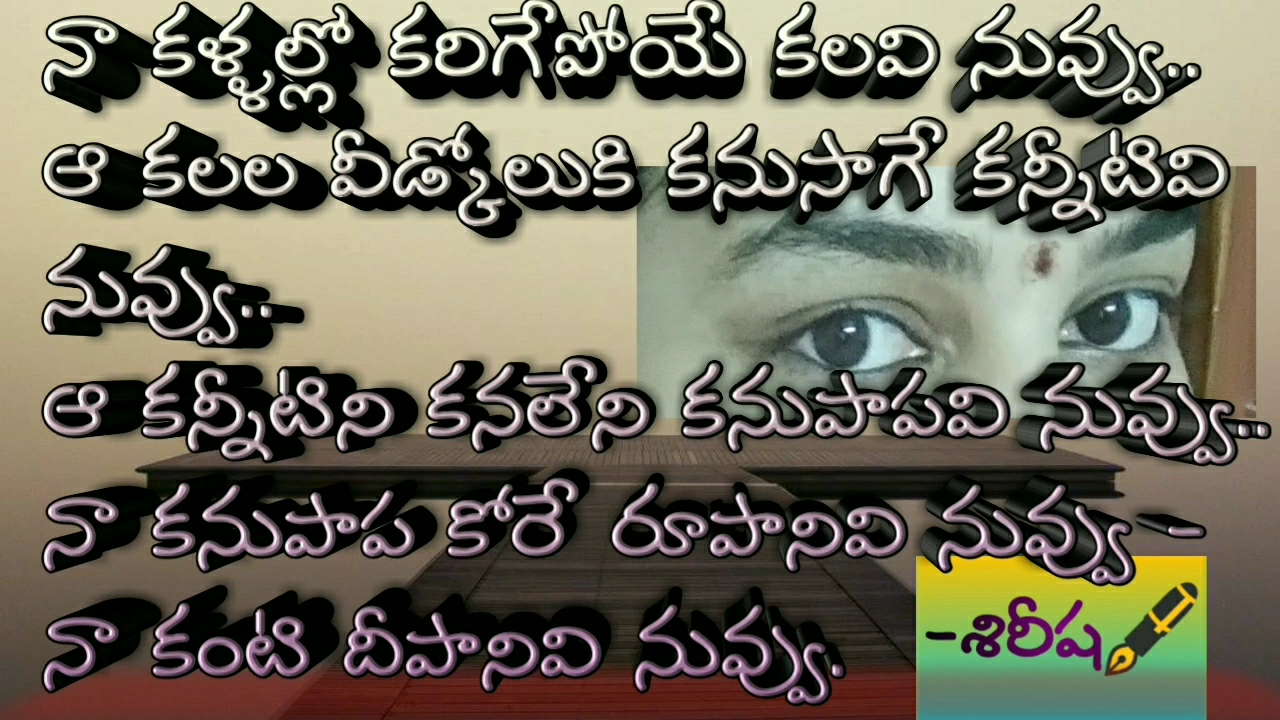 నా కళ్ళల్లో కరిగేపోయే కలవి నువ్వు..
ఆ కలల వీడ్కోలుకి కనుసాగే కన్నీటివి
నువ్వు..
ఆ కన్నీటిని కనలేని కనుపాపవి నువ్వు..
నా కనుపాప కోరే రూపానివి నువ్వు --
నా కంటి దీపానివి నువ్వు.
-శిరీష